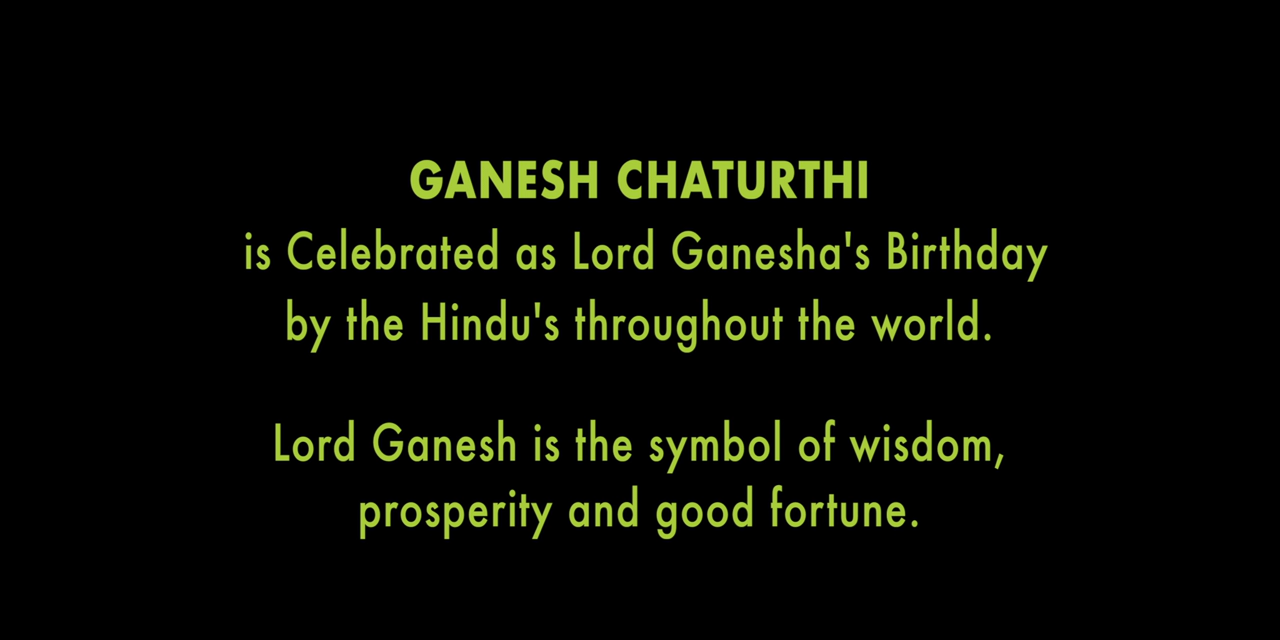 GANESH CHATURTHI
is Celebrated as Lord Ganesha's Birthday
by the Hindu's throughout the world.
Lord Ganesh is the symbol of wisdom,
prosperity and good fortune.